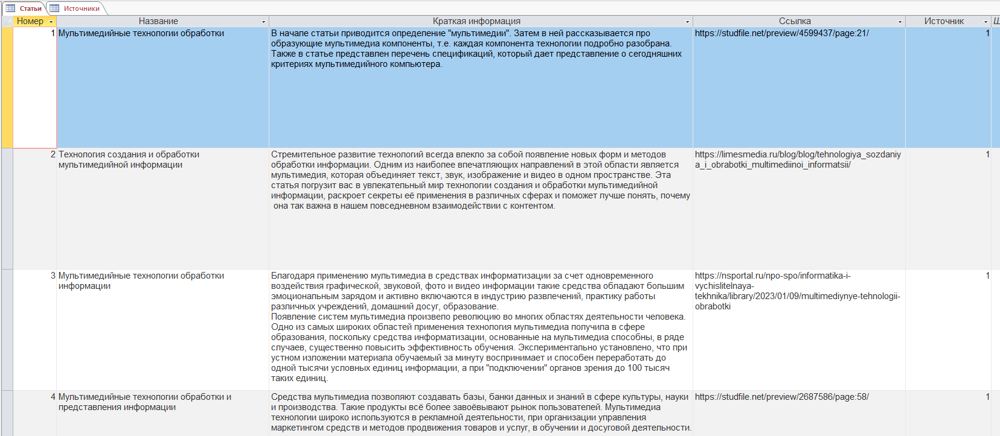 Статьи
Источники
Номер
Название
Краткая информация
Ссылка
Источник
1
Мультимедийные технологии обработки
В начале статьи приводится определение "мультимедии". Затем в ней рассказывается про
образующие мультимедиа компоненты, т.е. каждая компонента технологии подробно разобрана.
Также в статье представлен перечень спецификаций, который дает представление о сегодняшних
критериях мультимедийного компьютера.
https://studfile.net/preview/4599437/page:21/
1
2
Технология создания и обработки
мультимедийной информации
Стремительное развитие технологий всегда влекло за собой появление новых форм и методов
обработки информации. Одним из наиболее впечатляющих направлений в этой области является
мультимедия, которая объединяет текст, звук, изображение и видео в одном пространстве. Эта
статья погрузит вас в увлекательный мир технологии создания и обработки мультимедийной
информации, раскроет секреты её применения в различных сферах и поможет лучше понять, почему
она так важна в нашем повседневном взаимодействии с контентом.
https://limesmedia.ru/blog/blog/tehnologiya_sozdaniy
a_i_obrabotki_multimediinoi_informatsii/
1
3
Мультимедийные технологии обработки
информации
Благодаря применению мультимедиа в средствах информатизации за счет одновременного
воздействия графической, звуковой, фото и видео информации такие средства обладают большим
эмоциональным зарядом и активно включаются в индустрию развлечений, практику работы
различных учреждений, домашний досуг, образование.
Появление систем мультимедиа произвело революцию во многих областях деятельности человека.
Одно из самых широких областей применения технология мультимедиа получила в сфере
образования, поскольку средства информатизации, основанные на мультимедиа способны, в ряде
случаев, существенно повысить эффективность обучения. Экспериментально установлено, что при
устном изложении материала обучаемый за минуту воспринимает и способен переработать до
одной тысячи условных единиц информации, а при "подключении" органов зрения до 100 тысяч
таких единиц.
https://nsportal.ru/npo-spo/informatika-i-
vychislitelnaya-
tekhnika/library/2023/01/09/multimediynye-tehnologii-
obrabotki
1
4
Мультимедийные технологии обработки и
представления информации
Средства мультимедиа позволяют создавать базы, банки данных и знаний в сфере культуры, науки
и производства. Такие продукты всё более завоёвывают рынок пользователей. Мультимедиа
технологии широко используются в рекламной деятельности, при организации управления
маркетингом средств и методов продвижения товаров и услуг, в обучении и досуговой деятельности.
https://studfile.net/preview/2687586/page:58/
1